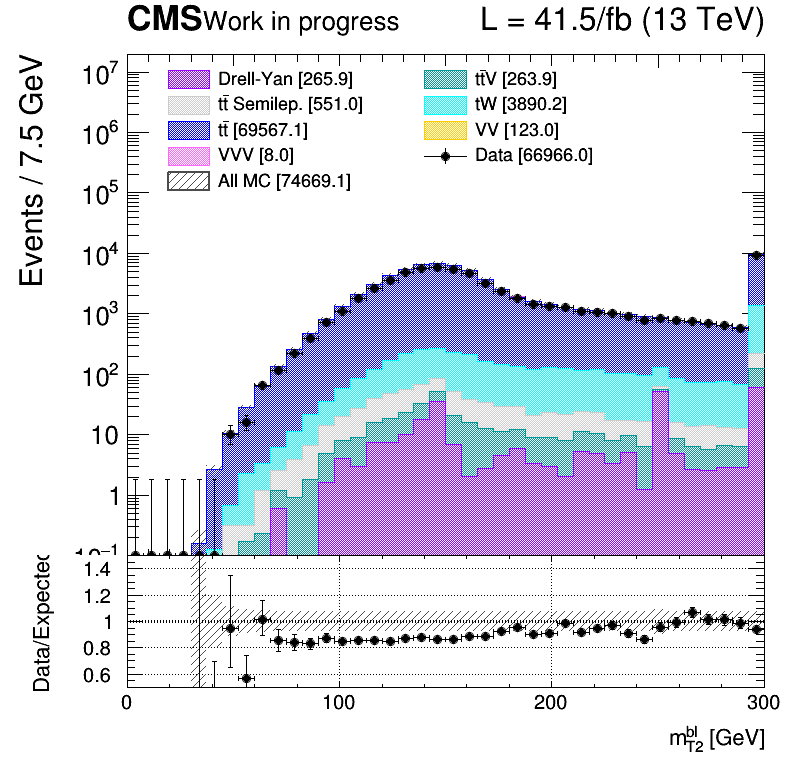 CMS Work in progress L = 41.5/fb (13 TeV)
Events / 7.5 GeV
10⁷
10⁶
10⁵
10⁴
10³
10²
10
1
10⁻¹
Drell-Yan [265.9]
tt̄ Semilep. [551.0]
tt̄ [69567.1]
VVV [8.0]
All MC [74669.1]
tt̄V [263.9]
tW [3890.2]
VV [123.0]
Data [66966.0]
Data/Expected
1.4
1.2
1
0.8
0.6
0 100 200 300
m_{T2}^{bl} [GeV]